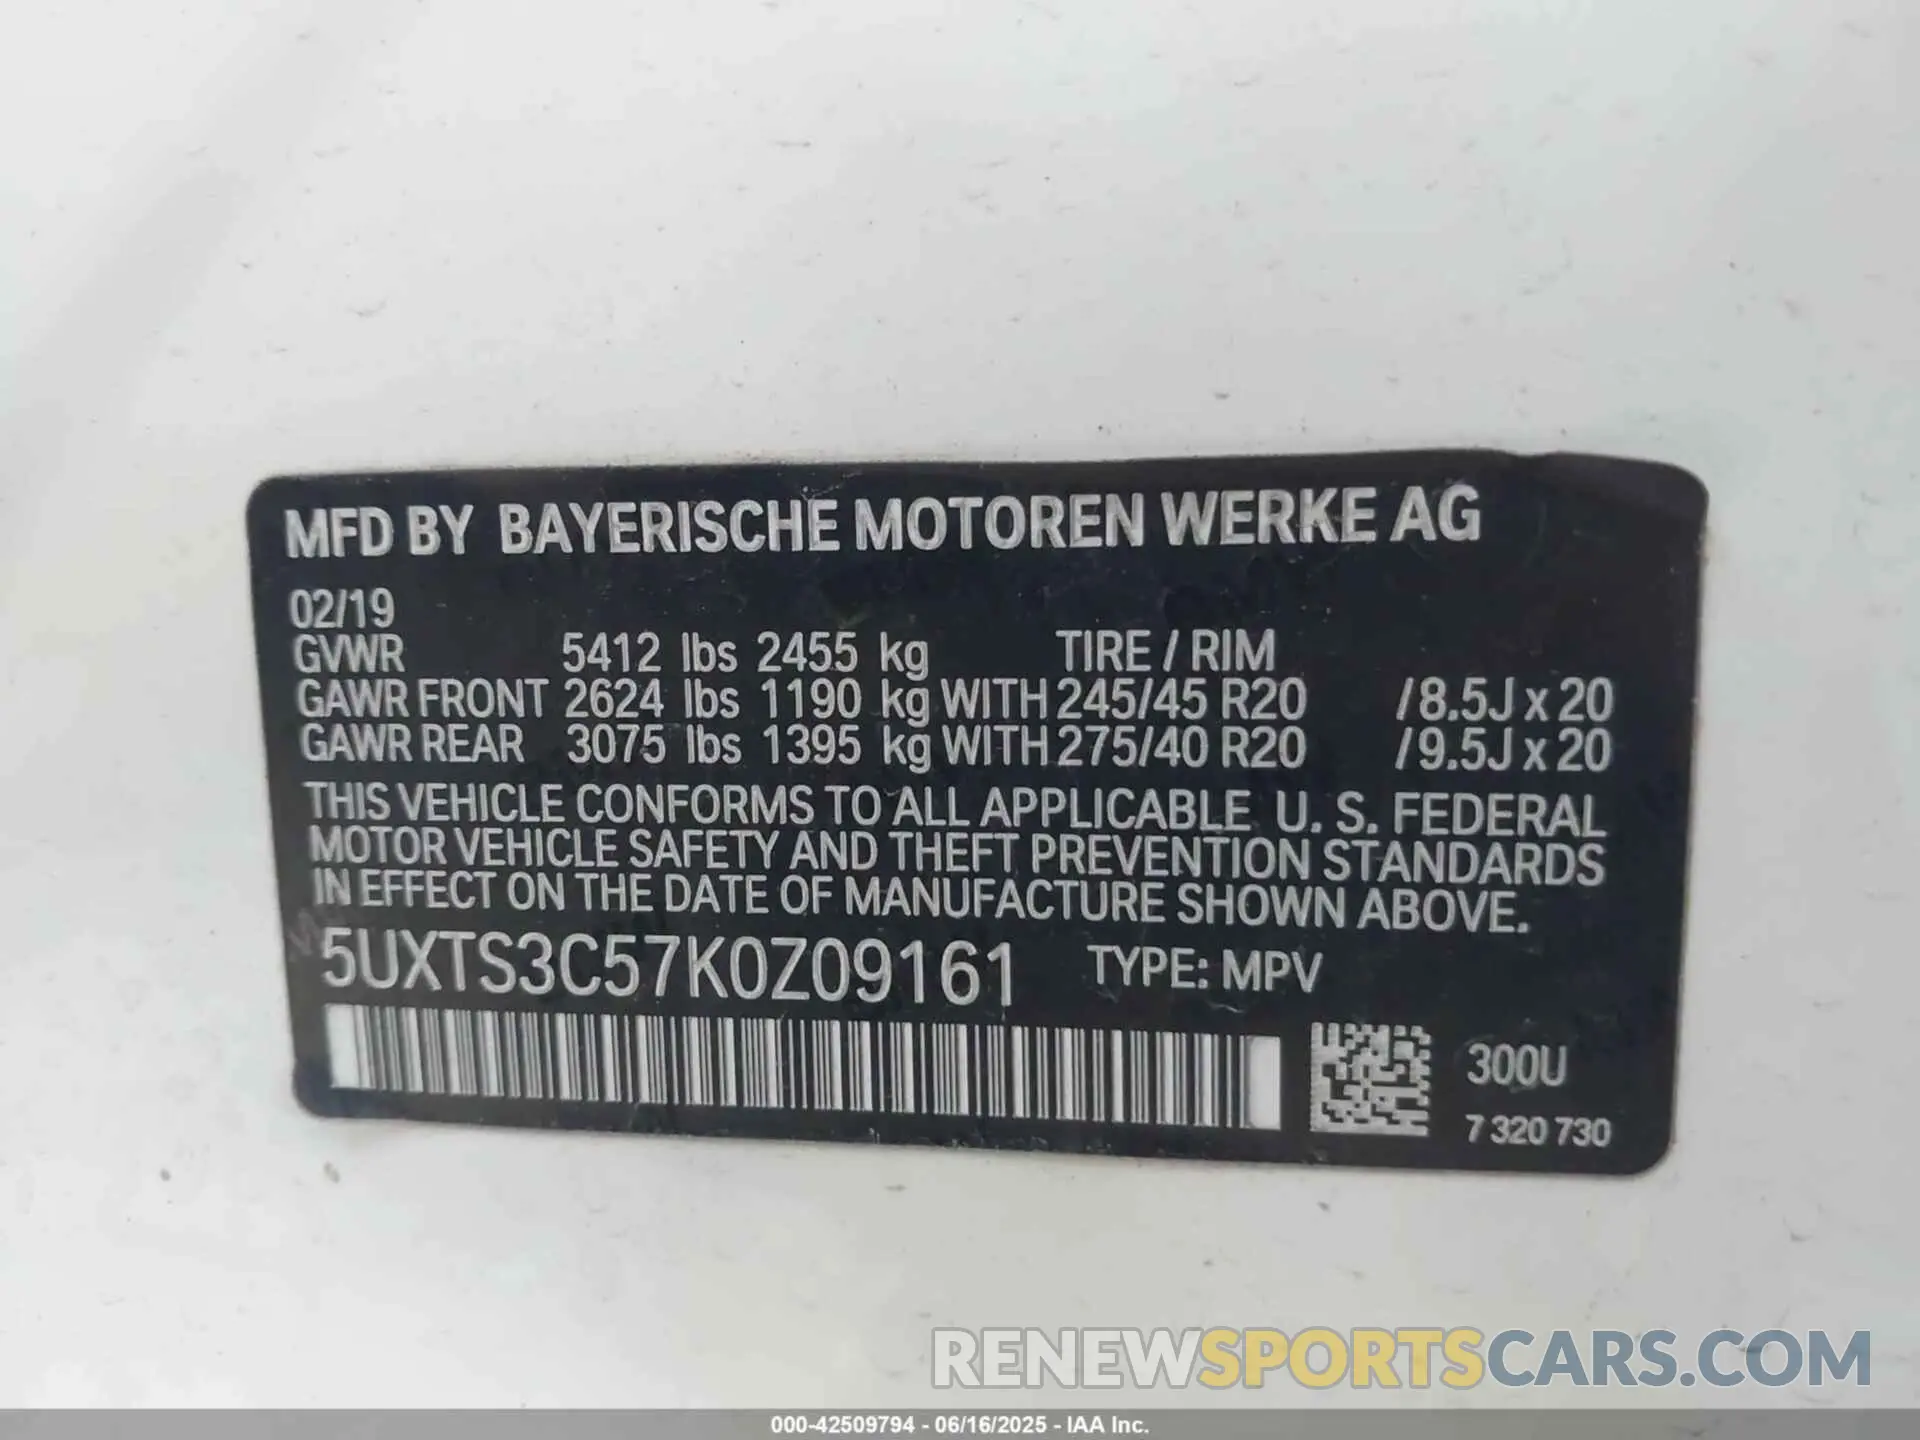 MFD BY BAYERISCHE MOTOREN WERKE AG
02/19
GVWR 5412 lbs 2455 kg TIRE / RIM
GAWR FRONT 2624 lbs 1190 kg WITH 245/45 R20 /8.5J x 20
GAWR REAR 3075 lbs 1395 kg WITH 275/40 R20 /9.5J x 20
THIS VEHICLE CONFORMS TO ALL APPLICABLE U. S. FEDERAL
MOTOR VEHICLE SAFETY AND THEFT PREVENTION STANDARDS
IN EFFECT ON THE DATE OF MANUFACTURE SHOWN ABOVE.
5UXTS3C57K0Z09161 TYPE: MPV
300U
7 320 730
RENEWSPORTSCARS.COM
000-42509794 - 06/16/2025 - IAA Inc.